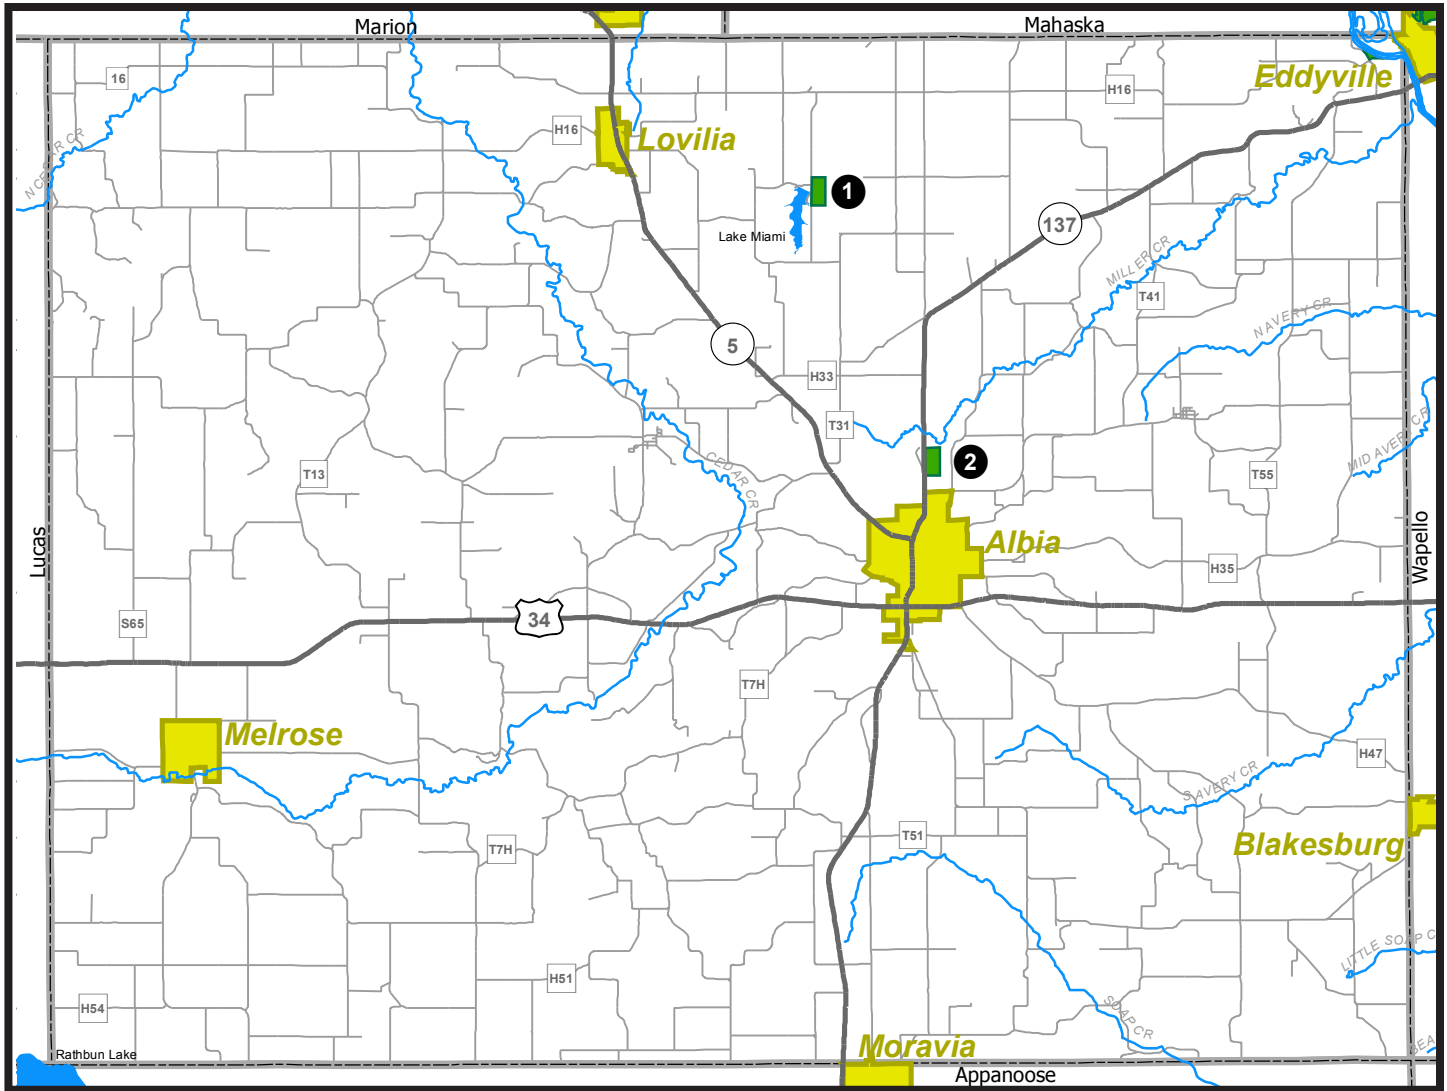 Marion
Mahaska
16
Eddyville
H16
H16
Lovilia
N CEDAR CR
1
137
Lake Miami
MILLER CR
T41
N AVERY CR
5
H33
T31
MID AVERY CR
2
CEDAR CR
T13
T55
Lucas
Wapello
Albia
H35
34
S65
T7H
Melrose
H47
S AVERY CR
T51
Blakesburg
T7H
LITTLE SOAP C
H51
H54
SOAP CR
Moravia
Rathbun Lake
Appanoose